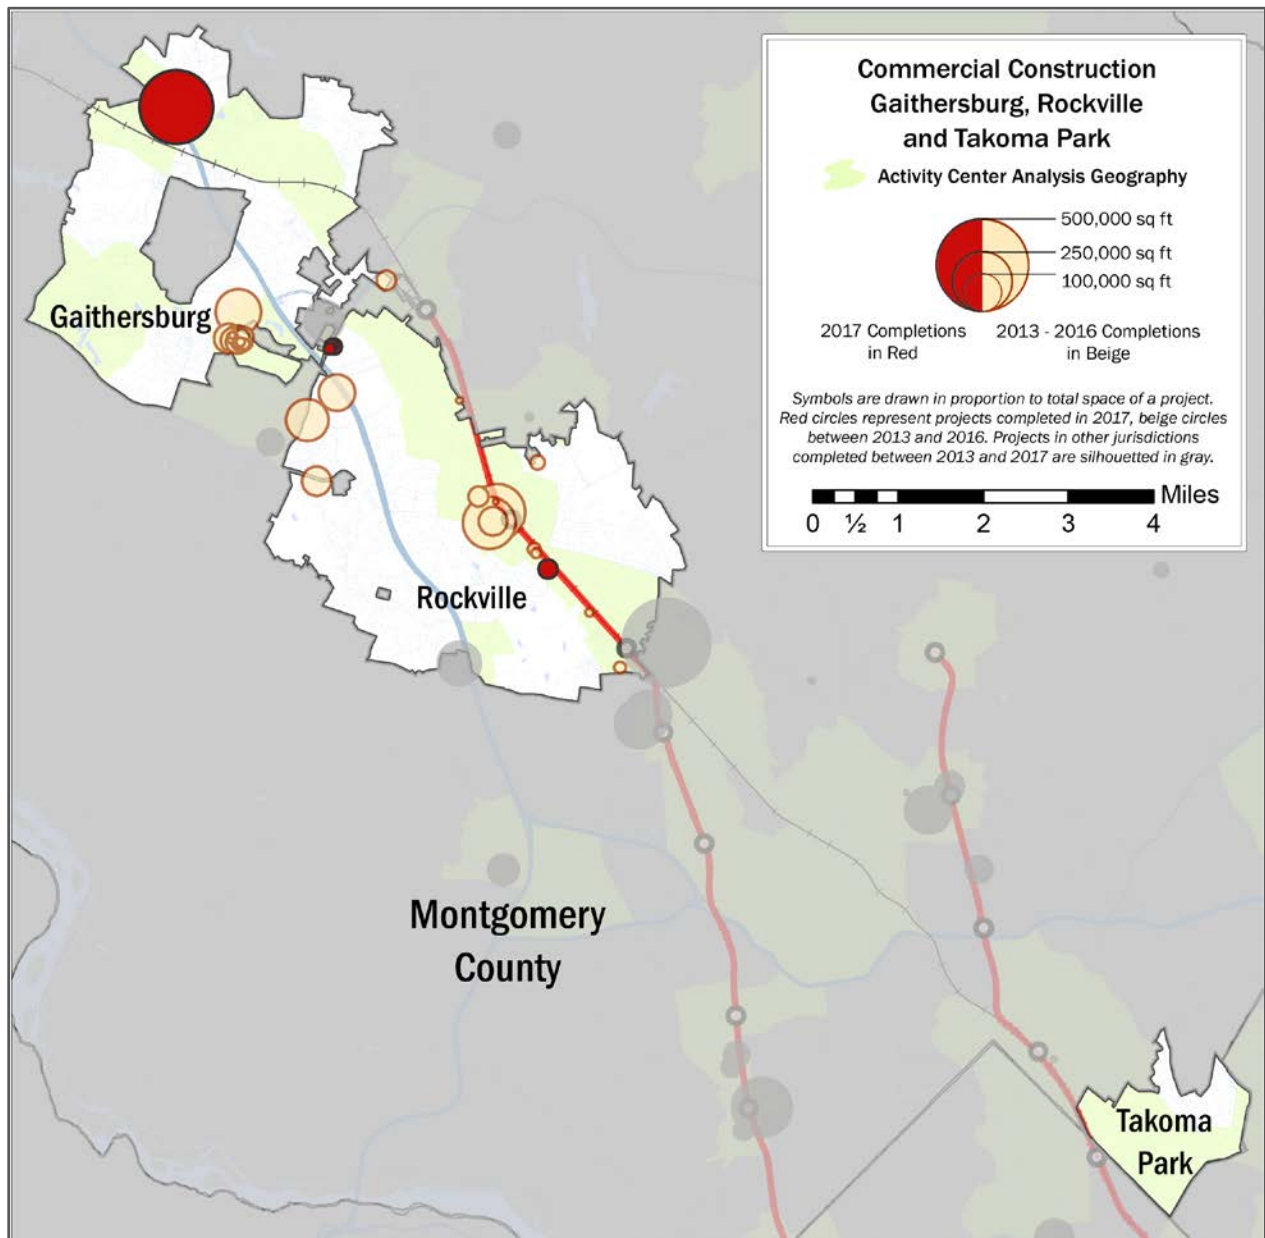 Commercial Construction
Gaithersburg, Rockville
and Takoma Park
Activity Center Analysis Geography
500,000 sq ft
250,000 sq ft
100,000 sq ft
2017 Completions
in Red
2013 - 2016 Completions
in Beige
Symbols are drawn in proportion to total space of a project.
Red circles represent projects completed in 2017, beige circles
between 2013 and 2016. Projects in other jurisdictions
completed between 2013 and 2017 are silhouetted in gray.
Miles
0 ½ 1 2 3 4
Gaithersburg
Rockville
Montgomery
County
Takoma
Park